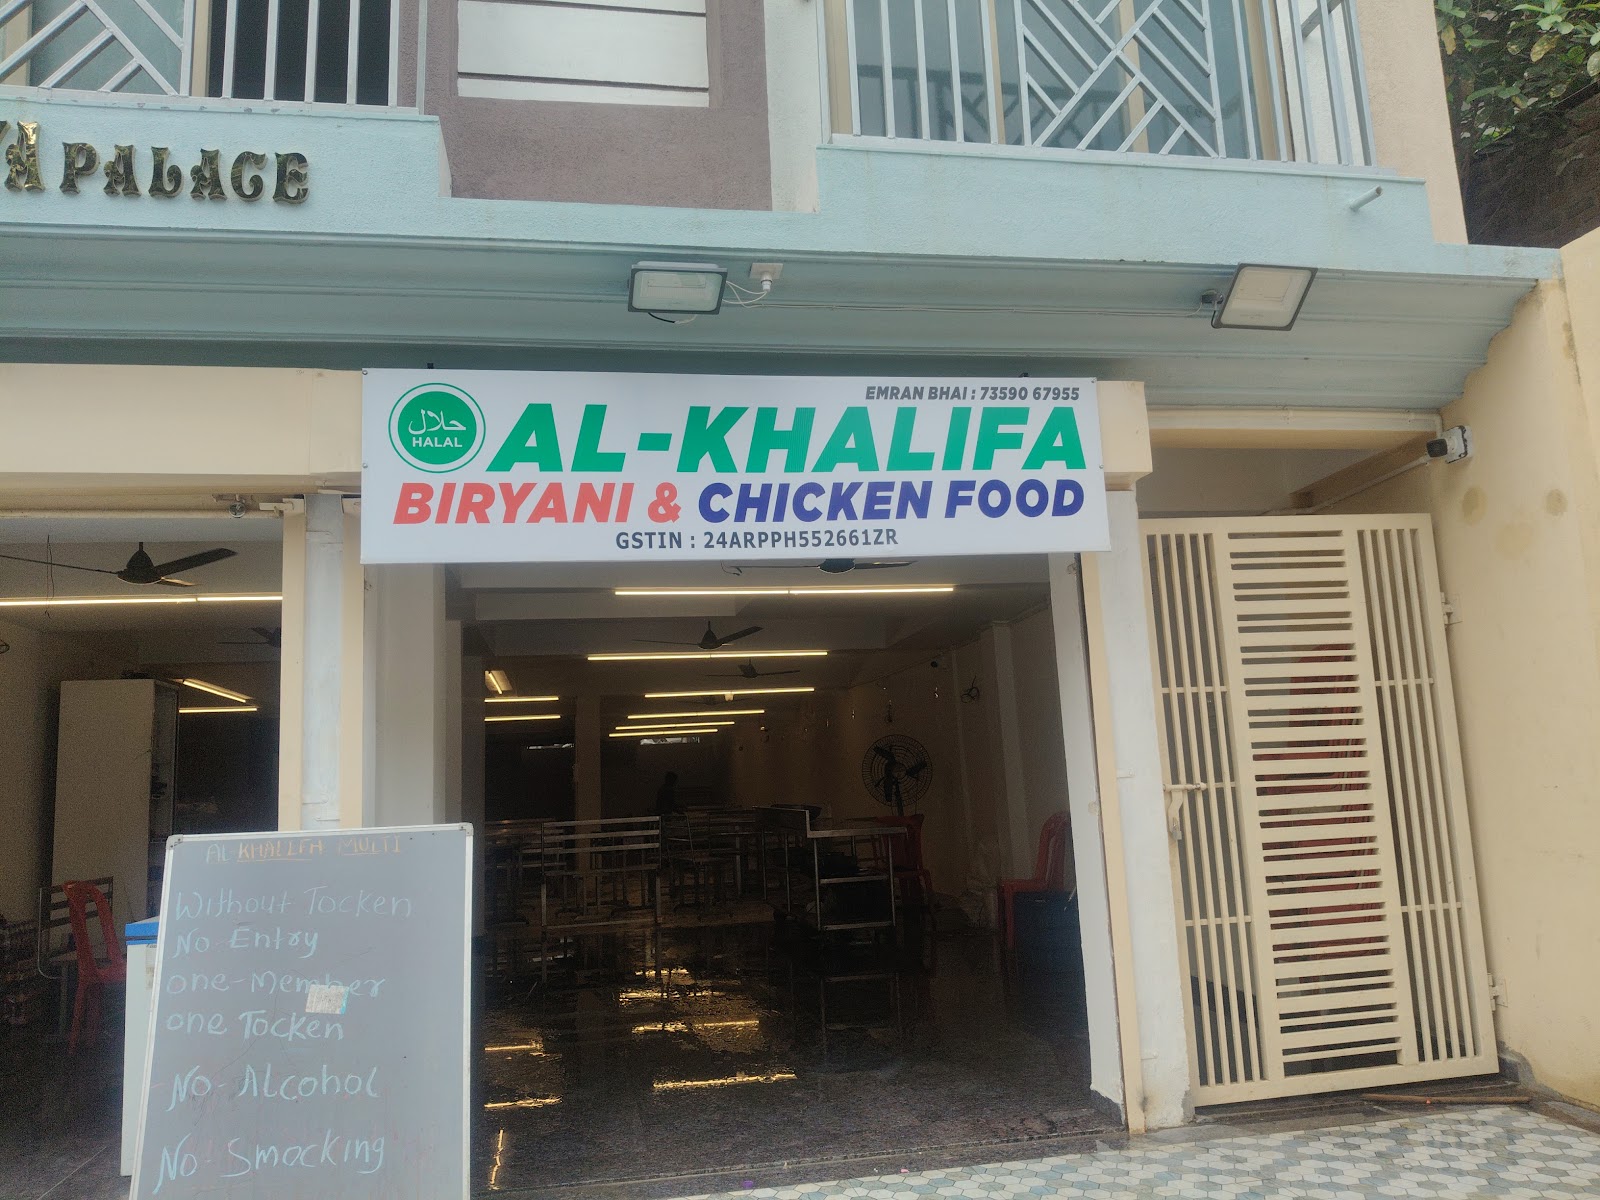 PALACE
EMRAN BHAI : 73590 67955
حلال
HALAL
AL-KHALIFA
BIRYANI & CHICKEN FOOD
GSTIN : 24ARPPH552661ZR
AL KHALIFA MULTI
Without Tocken
No-Entry
one-Member
one Tocken
No-Alcohol
No-Smocking